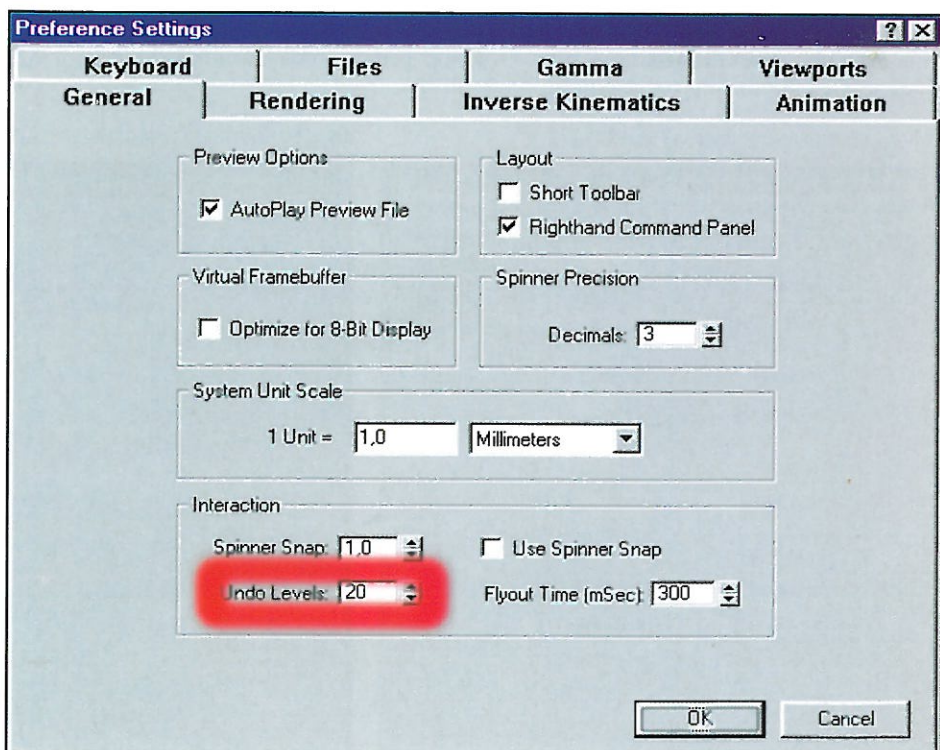 Preference Settings
Keyboard Files Gamma Viewports
General Rendering Inverse Kinematics Animation
Preview Options
AutoPlay Preview File
Layout
Short Toolbar
Righthand Command Panel
Virtual Framebuffer
Optimize for 8-Bit Display
Spinner Precision
Decimals: 3
System Unit Scale
1 Unit = 1,0 Millimeters
Interaction
Spinner Snap: 1,0 Use Spinner Snap
Undo Levels: 20 Flyout Time (mSec): 300
OK Cancel